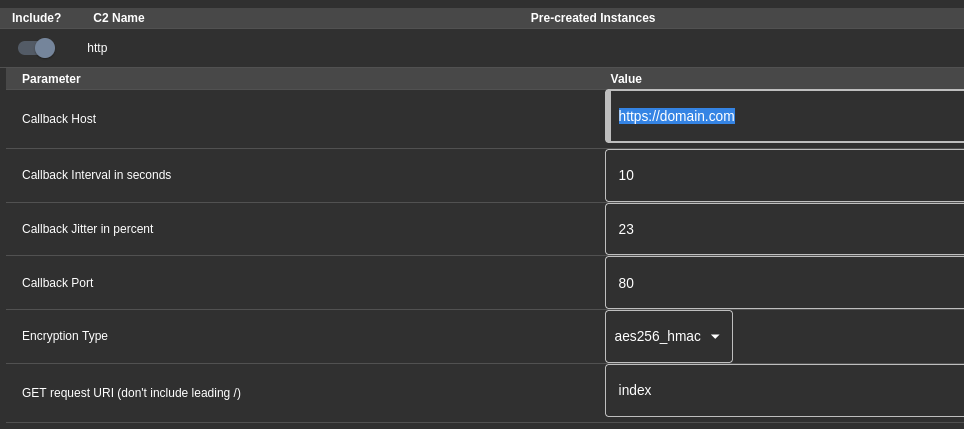 Include? C2 Name Pre-created Instances
http
Parameter Value
Callback Host https://domain.com
Callback Interval in seconds 10
Callback Jitter in percent 23
Callback Port 80
Encryption Type aes256_hmac
GET request URI (don't include leading /) index